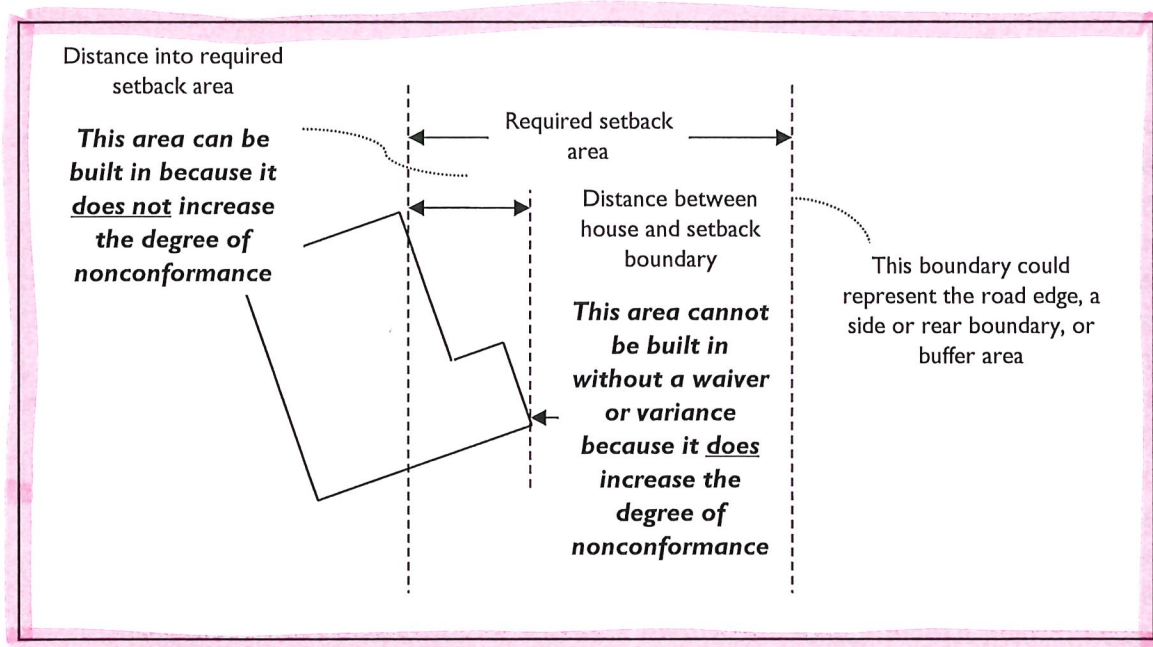 Distance into required
setback area
This area can be
built in because it
does not increase
the degree of
nonconformance
Required setback
area
Distance between
house and setback
boundary
This area cannot
be built in
without a waiver
or variance
because it does
increase the
degree of
nonconformance
This boundary could
represent the road edge, a
side or rear boundary, or
buffer area